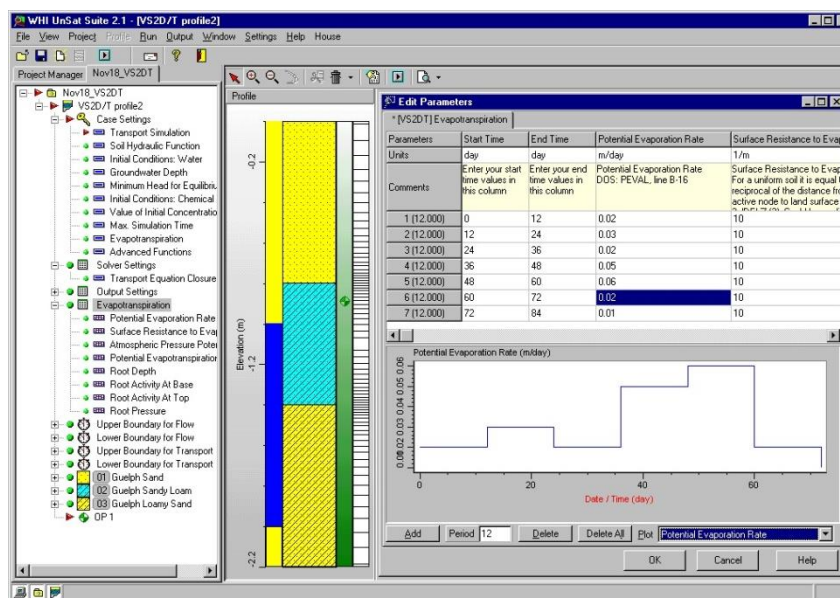 WHI UnSat Suite 2.1 - [VS2D/T profile2]
File View Project Profile Run Output Window Settings Help House
Project Manager Nov18_VS2DT
Nov18_VS2DT
VS2D/T profile2
Case Settings
Transport Simulation
Soil Hydraulic Function
Initial Conditions: Water
Groundwater Depth
Minimum Head for Equilibriu
Initial Conditions: Chemical
Value of Initial Concentratio
Max. Simulation Time
Evapotranspiration
Advanced Functions
Solver Settings
Transport Equation Closure
Output Settings
Evapotranspiration
Potential Evaporation Rate
Surface Resistance to Evap
Atmospheric Pressure Poter
Potential Evapotranspiration
Root Depth
Root Activity At Base
Root Activity At Top
Root Pressure
Upper Boundary for Flow
Lower Boundary for Flow
Upper Boundary for Transport
Lower Boundary for Transport
01 Guelph Sand
02 Guelph Sandy Loam
03 Guelph Loamy Sand
OP 1
Profile
Elevation (m)
-0.2
-1.2
-2.2
Edit Parameters
* [VS2DT] Evapotranspiration
Parameters Start Time End Time Potential Evaporation Rate Surface Resistance to Evap
Units day day m/day 1/m
Comments
Enter your start time values in this column
Enter your end time values in this column
Potential Evaporation Rate
DOS: PEVAL, line B-16
Surface Resistance to Evap
For a uniform soil it is equal t
reciprocal of the distance fro
active node to land surface
1 (12.000) 0 12 0.02 10
2 (12.000) 12 24 0.03 10
3 (12.000) 24 36 0.02 10
4 (12.000) 36 48 0.05 10
5 (12.000) 48 60 0.06 10
6 (12.000) 60 72 0.02 10
7 (12.000) 72 84 0.01 10
Potential Evaporation Rate (m/day)
0.06
0.05
0.04
0.03
0.02
0 20 40 60
Date / Time (day)
Add Period 12 Delete Delete All Plot Potential Evaporation Rate
OK Cancel Help